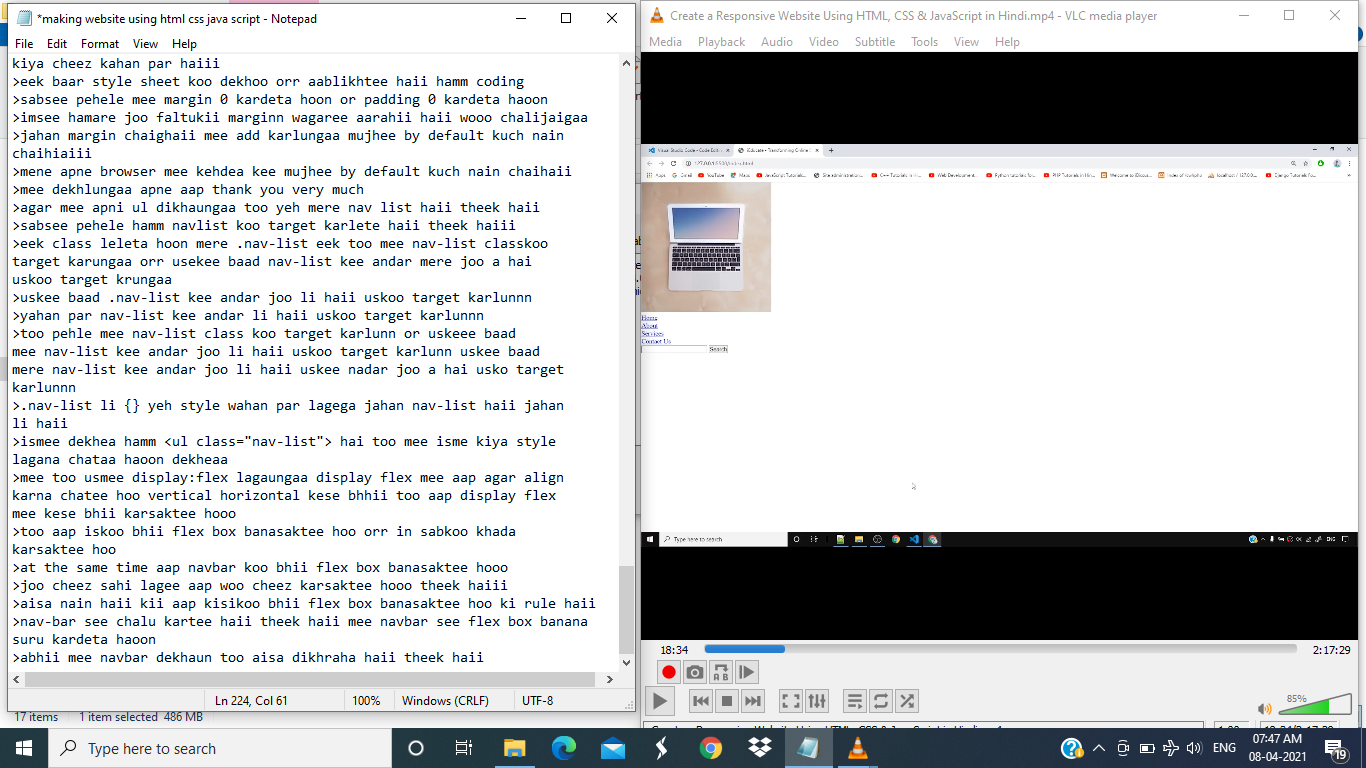 *making website using html css java script - Notepad
File Edit Format View Help
kiya cheez kahan par haiii
>eek baar style sheet koo dekhoo orr aablikhtee haii hamm coding
>sabsee pehele mee margin 0 kardeta hoon or padding 0 kardeta haoon
>imsee hamare joo faltukii marginn wagaree aarahii haii wooo chalijaigaa
>jahan margin chaighaii mee add karlungaa mujhee by default kuch nain
chaihiaiii
>mene apne browser mee kehdea kee mujhee by default kuch nain chaihaii
>mee dekhlungaa apne aap thank you very much
>agar mee apni ul dikhaungaa too yeh mere nav list haii theek haii
>sabsee pehele hamm navlist koo target karlete haii theek haiii
>eek class leleta hoon mere .nav-list eek too mee nav-list classkoo
target karungaa orr usekee baad nav-list kee andar mere joo a hai
uskoo target krungaa
>uskee baad .nav-list kee andar joo li haii uskoo target karlunnn
>yahan par nav-list kee andar li haii uskoo target karlunnn
>too pehle mee nav-list class koo target karlunn or uskeee baad
mee nav-list kee andar joo li haii uskoo target karlunn uskee baad
mere nav-list kee andar joo li haii uskee nadar joo a hai usko target
karlunnn
>.nav-list li {} yeh style wahan par lagega jahan nav-list haii jahan
li haii
>ismee dekhea hamm <ul class="nav-list"> hai too mee isme kiya style
lagana chataa haoon dekheaa
>mee too usmee display:flex lagaungaa display flex mee aap agar align
karna chatee hoo vertical horizontal kese bhhii too aap display flex
mee kese bhii karsaktee hooo
>too aap iskoo bhii flex box banasaktee hoo orr in sabkoo khada
karsaktee hoo
>at the same time aap navbar koo bhii flex box banasaktee hooo
>joo cheez sahi lagee aap woo cheez karsaktee hooo theek haiii
>aisa nain haii kii aap kisikoo bhii flex box banasaktee hoo ki rule haii
>nav-bar see chalu kartee haii theek haii mee navbar see flex box banana
suru kardeta haoon
>abhii mee navbar dekhaun too aisa dikhraha haii theek haii
Ln 224, Col 61 100% Windows (CRLF) UTF-8
17 items 1 item selected 486 MB
Create a Responsive Website Using HTML, CSS & JavaScript in Hindi.mp4 - VLC media player
Media Playback Audio Video Subtitle Tools View Help
Visual Studio Code - Code Editi
iEducate - Transforming Online
Apps Gmail YouTube Maps JavaScript Tutorials
Home
About
Services
Contact Us
Search
Type here to search
ENG
18:34 2:17:29
85%
Type here to search
ENG 07:47 AM
08-04-2021
19